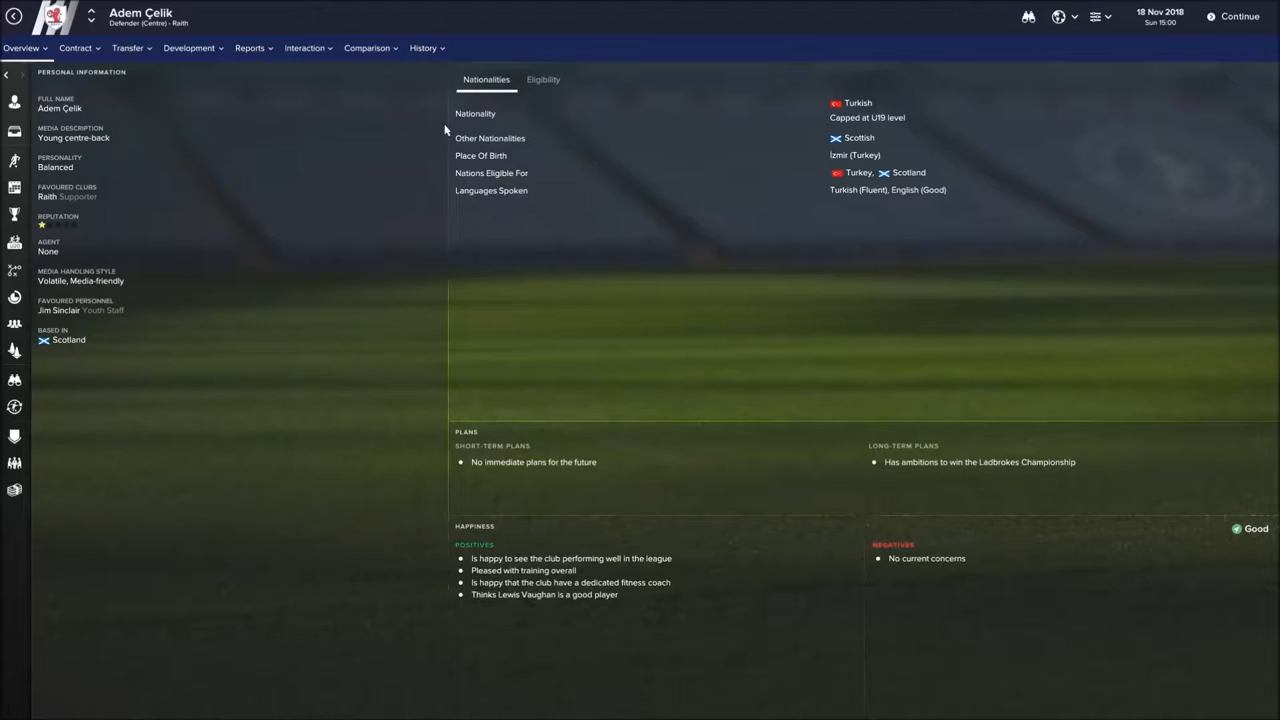 Adem Çelik
Defender (Centre) - Raith
18 Nov 2018
Sun 15:00
Continue
Overview
Contract
Transfer
Development
Reports
Interaction
Comparison
History
PERSONAL INFORMATION
FULL NAME
Adem Çelik
MEDIA DESCRIPTION
Young centre-back
PERSONALITY
Balanced
FAVOURED CLUBS
Raith Supporter
REPUTATION
AGENT
None
MEDIA HANDLING STYLE
Volatile, Media-friendly
FAVOURED PERSONNEL
Jim Sinclair Youth Staff
BASED IN
Scotland
Nationalities Eligibility
Nationality
Turkish
Capped at U19 level
Other Nationalities
Scottish
Place Of Birth
İzmir (Turkey)
Nations Eligible For
Turkey, Scotland
Languages Spoken
Turkish (Fluent), English (Good)
PLANS
SHORT-TERM PLANS
No immediate plans for the future
LONG-TERM PLANS
Has ambitions to win the Ladbrokes Championship
HAPPINESS
Good
POSITIVES
Is happy to see the club performing well in the league
Pleased with training overall
Is happy that the club have a dedicated fitness coach
Thinks Lewis Vaughan is a good player
NEGATIVES
No current concerns